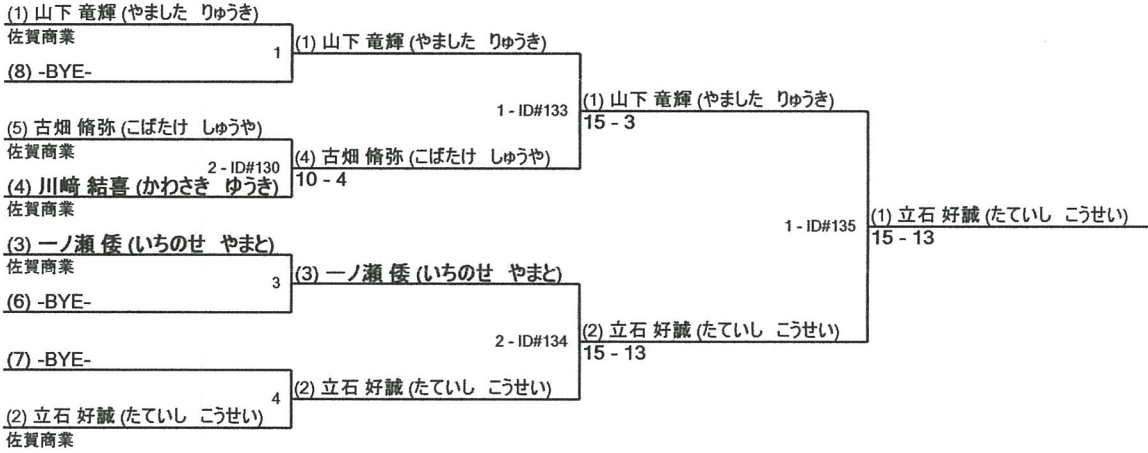 (1) 山下 竜輝 (やました りゅうき)
佐賀商業
1
(1) 山下 竜輝 (やました りゅうき)
(8) -BYE-
1 - ID#133
(1) 山下 竜輝 (やました りゅうき)
15 - 3
(5) 古畑 脩弥 (こばたけ しゅうや)
佐賀商業
2 - ID#130
(4) 古畑 脩弥 (こばたけ しゅうや)
10 - 4
(4) 川﨑 結喜 (かわさき ゆうき)
佐賀商業
1 - ID#135
(1) 立石 好誠 (たていし こうせい)
15 - 13
(3) 一ノ瀬 倭 (いちのせ やまと)
佐賀商業
3
(3) 一ノ瀬 倭 (いちのせ やまと)
(6) -BYE-
2 - ID#134
(2) 立石 好誠 (たていし こうせい)
15 - 13
(7) -BYE-
4
(2) 立石 好誠 (たていし こうせい)
(2) 立石 好誠 (たていし こうせい)
佐賀商業